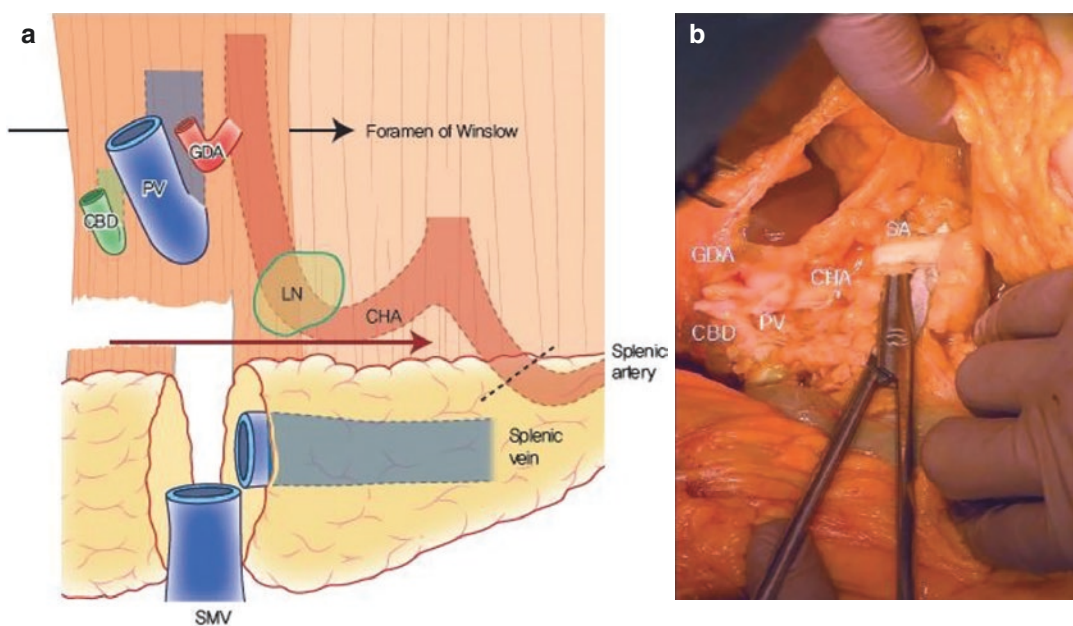 a
GDA
Foramen of Winslow
PV
CBD
LN
CHA
Splenic
artery
Splenic
vein
SMV
b
SA
GDA
CHA
PV
CBD